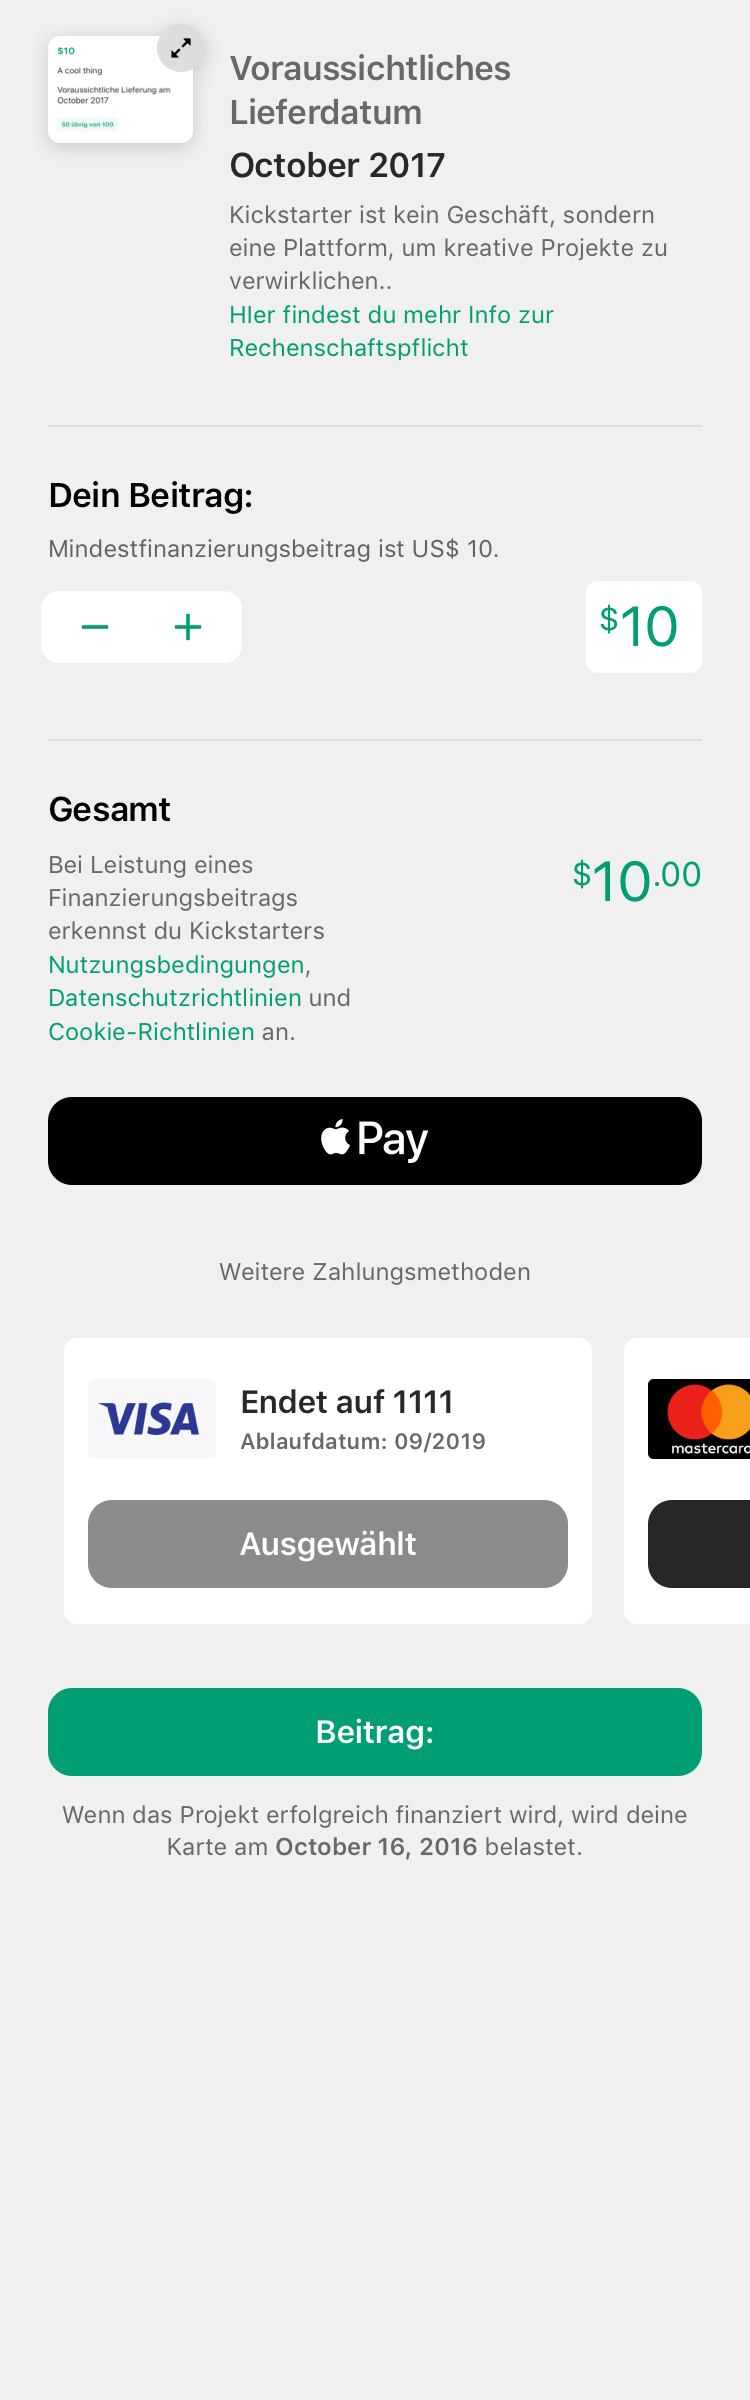 $10
A cool thing
Voraussichtliche Lieferung am
October 2017
50 übrig von 100
Voraussichtliches
Lieferdatum
October 2017
Kickstarter ist kein Geschäft, sondern
eine Plattform, um kreative Projekte zu
verwirklichen..
HIer findest du mehr Info zur
Rechenschaftspflicht
Dein Beitrag:
Mindestfinanzierungsbeitrag ist US$ 10.
− +
$10
Gesamt
Bei Leistung eines
Finanzierungsbeitrags
erkennst du Kickstarters
Nutzungsbedingungen,
Datenschutzrichtlinien und
Cookie-Richtlinien an.
$10.00
Pay
Weitere Zahlungsmethoden
VISA
Endet auf 1111
Ablaufdatum: 09/2019
Ausgewählt
mastercard
Beitrag:
Wenn das Projekt erfolgreich finanziert wird, wird deine
Karte am October 16, 2016 belastet.